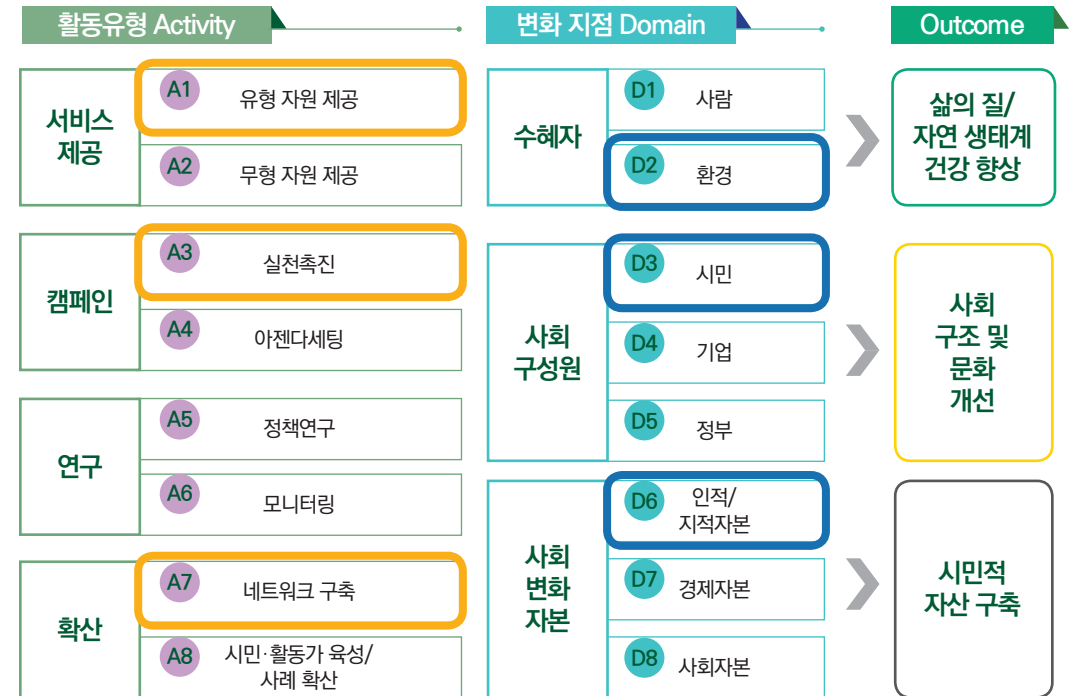 활동유형 Activity
변화 지점 Domain
Outcome
서비스
제공
A1
유형 자원 제공
A2
무형 자원 제공
캠페인
A3
실천촉진
A4
아젠다세팅
연구
A5
정책연구
A6
모니터링
확산
A7
네트워크 구축
A8
시민·활동가 육성/
사례 확산
수혜자
D1
사람
D2
환경
사회
구성원
D3
시민
D4
기업
D5
정부
사회
변화
자본
D6
인적/
지적자본
D7
경제자본
D8
사회자본
삶의 질/
자연 생태계
건강 향상
사회
구조 및
문화
개선
시민적
자산 구축